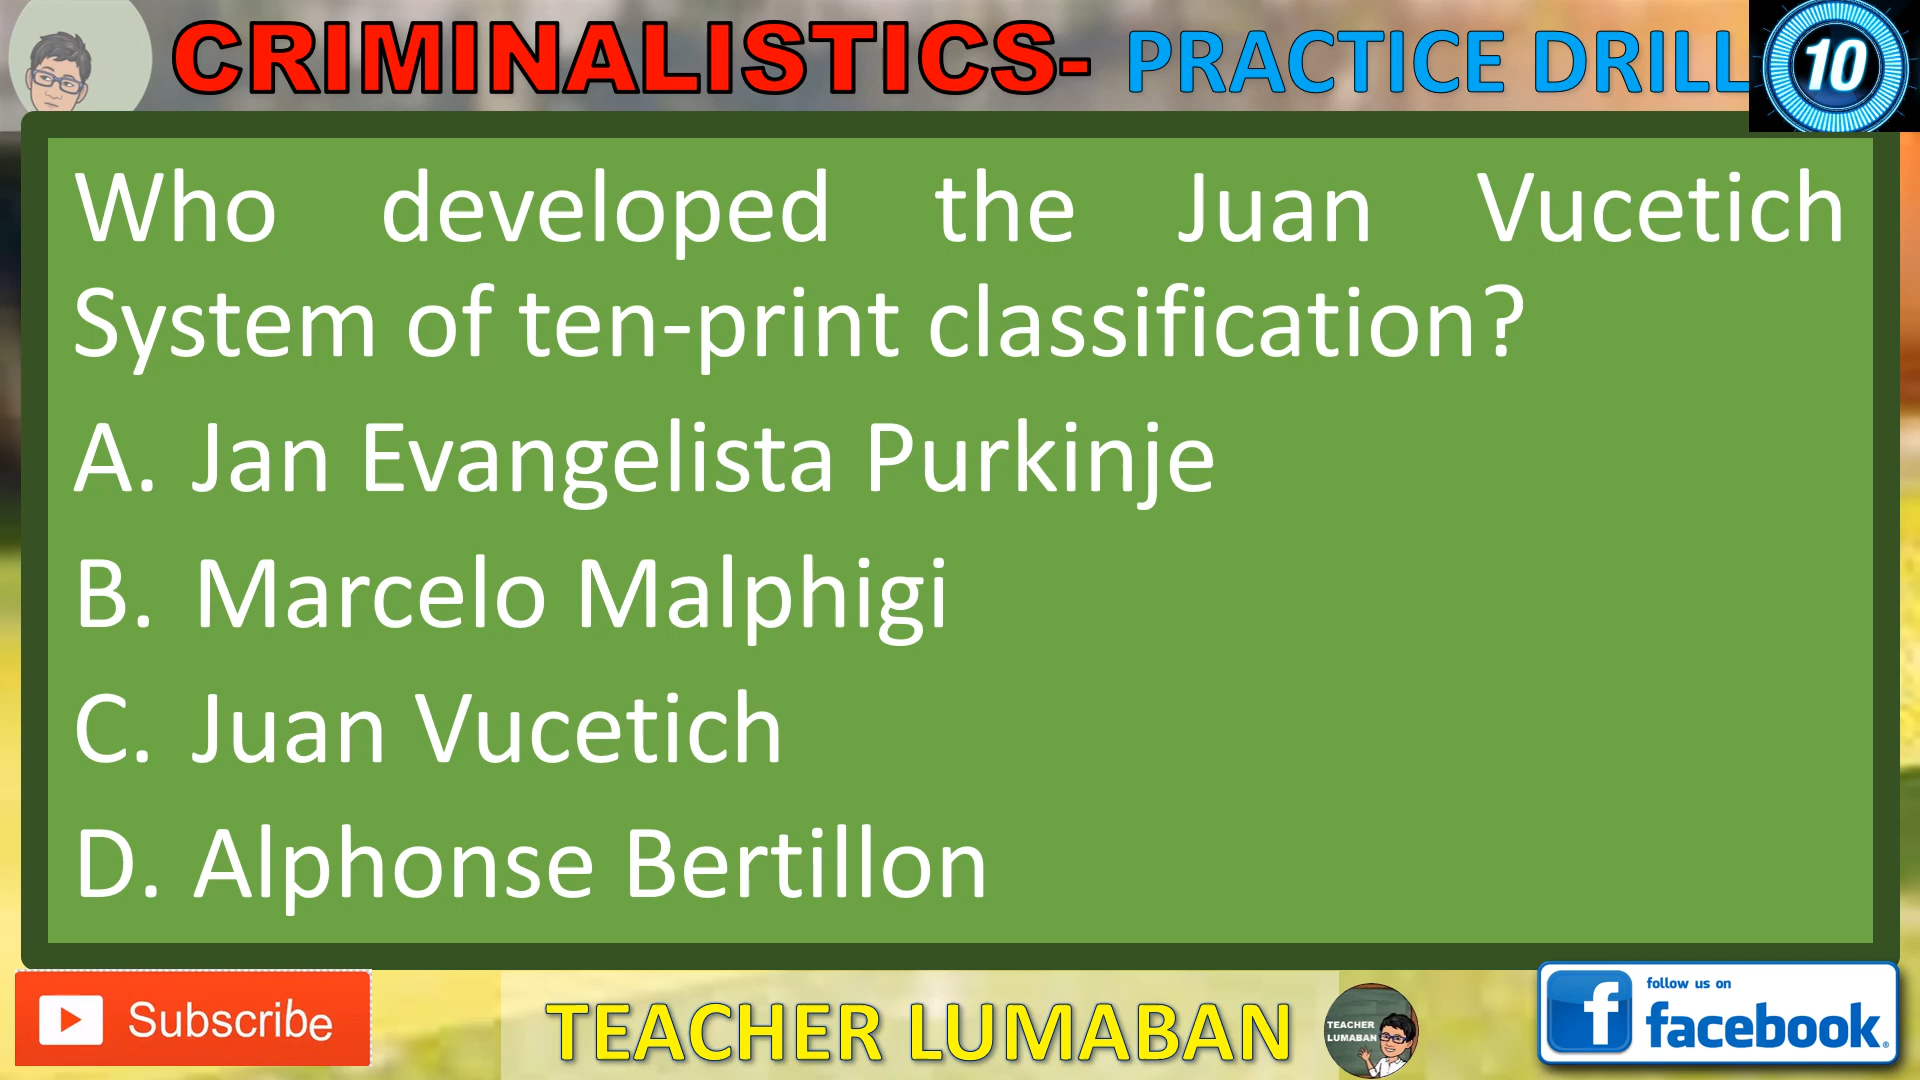 CRIMINALISTICS- PRACTICE DRILL
10
Who developed the Juan Vucetich
System of ten-print classification?
A. Jan Evangelista Purkinje
B. Marcelo Malphigi
C. Juan Vucetich
D. Alphonse Bertillon
Subscribe
TEACHER LUMABAN
TEACHER
LUMABAN
follow us on
facebook